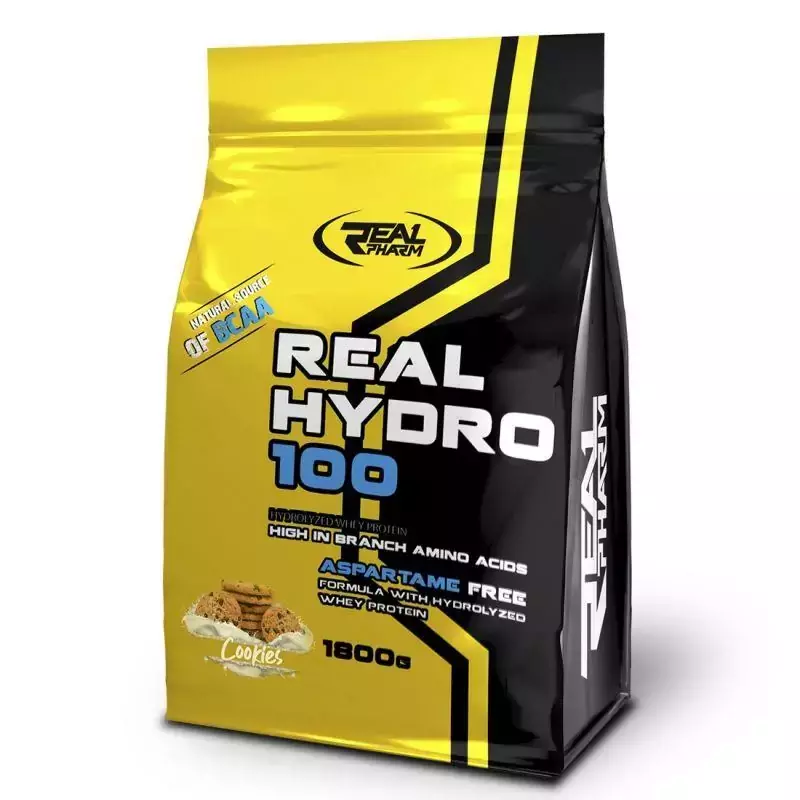 REAL
PHARM
NATURAL SOURCE
OF BCAA
REAL
HYDRO
100
HYDROLYZED WHEY PROTEIN
HIGH IN BRANCH AMINO ACIDS
ASPARTAME FREE
FORMULA WITH HYDROLYZED
WHEY PROTEIN
Cookies
1800G
REAL
PHARM